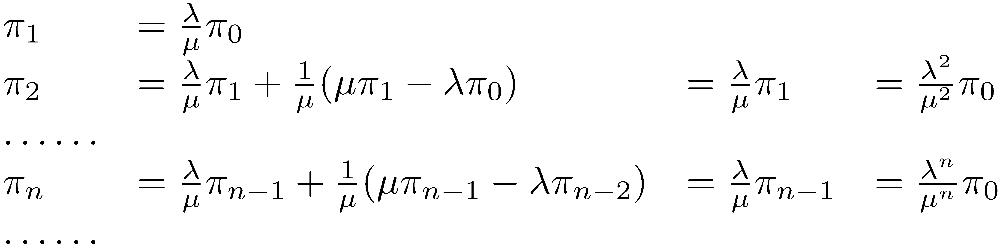 π₁ = λ/μ π₀
π₂ = λ/μ π₁ + 1/μ (μπ₁ − λπ₀) = λ/μ π₁ = λ²/μ² π₀
······
πₙ = λ/μ πₙ₋₁ + 1/μ (μπₙ₋₁ − λπₙ₋₂) = λ/μ πₙ₋₁ = λⁿ/μⁿ π₀
······